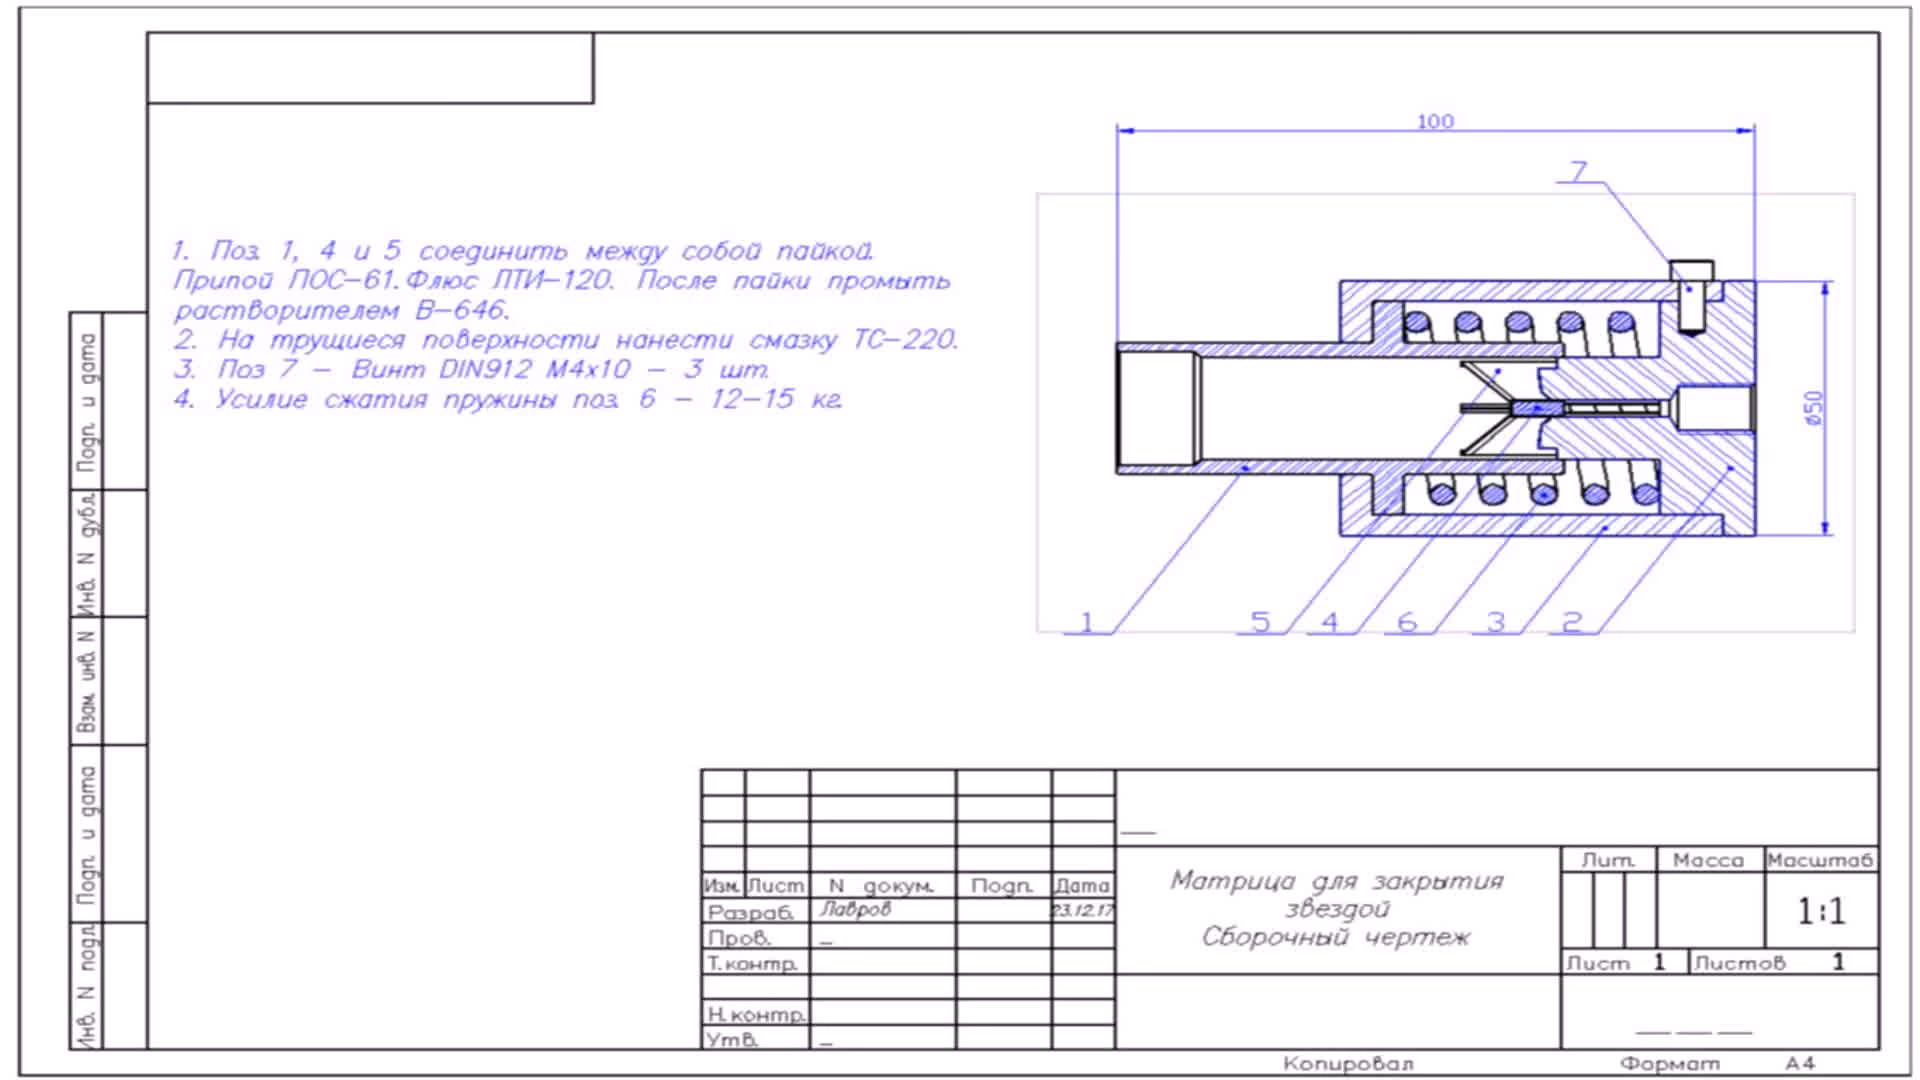 100
7
1. Поз. 1, 4 и 5 соединить между собой пайкой.
Припой ПОС-61. Флюс ЛТИ-120. После пайки промыть
растворителем В-646.
2. На трущиеся поверхности нанести смазку ТС-220.
3. Поз 7 - Винт DIN912 М4х10 - 3 шт.
4. Усилие сжатия пружины поз. 6 - 12-15 кг.
⌀50
1 5 4 6 3 2
Подп. и дата
Инв. N дубл.
Взам. инв. N
Подп. и дата
Инв. N подл.
Изм. Лист N докум. Подп. Дата
Разраб. Лавров 23.12.17
Пров.
Т.контр.
Н.контр.
Утв.
Матрица для закрытия
звездой
Сборочный чертеж
Лит. Масса Масштаб
1:1
Лист 1 Листов 1
Копировал Формат А4